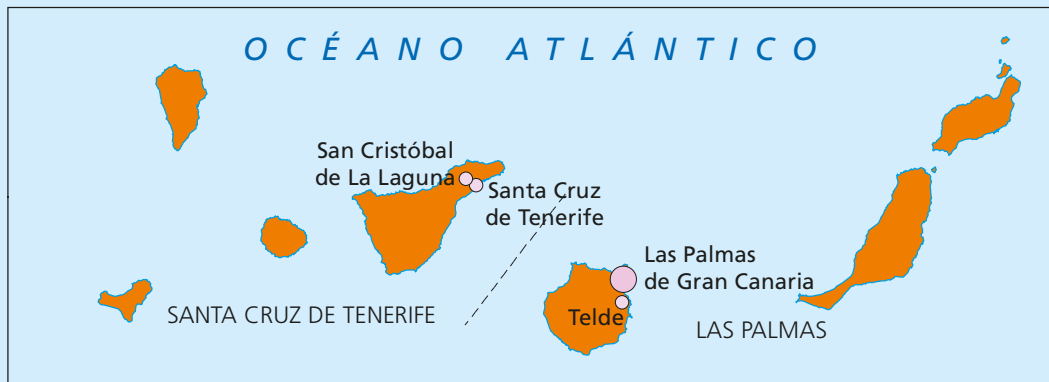 OCÉANO ATLÁNTICO
San Cristóbal
de La Laguna
Santa Cruz
de Tenerife
Las Palmas
de Gran Canaria
Telde
SANTA CRUZ DE TENERIFE
LAS PALMAS